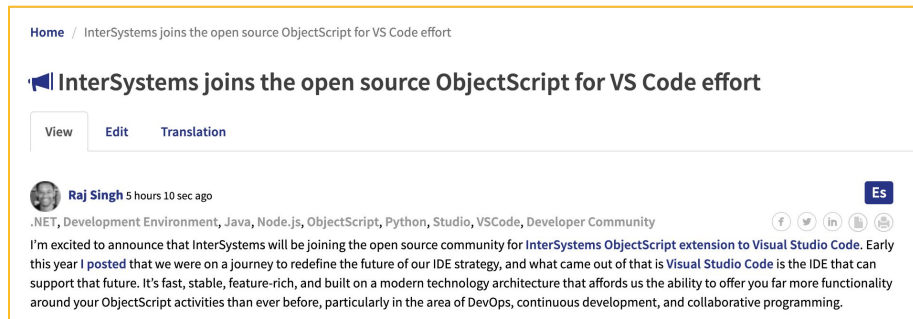 Home / InterSystems joins the open source ObjectScript for VS Code effort
InterSystems joins the open source ObjectScript for VS Code effort
View Edit Translation
Raj Singh 5 hours 10 sec ago
Es
.NET, Development Environment, Java, Node.js, ObjectScript, Python, Studio, VSCode, Developer Community
I'm excited to announce that InterSystems will be joining the open source community for InterSystems ObjectScript extension to Visual Studio Code. Early
this year I posted that we were on a journey to redefine the future of our IDE strategy, and what came out of that is Visual Studio Code is the IDE that can
support that future. It's fast, stable, feature-rich, and built on a modern technology architecture that affords us the ability to offer you far more functionality
around your ObjectScript activities than ever before, particularly in the area of DevOps, continuous development, and collaborative programming.